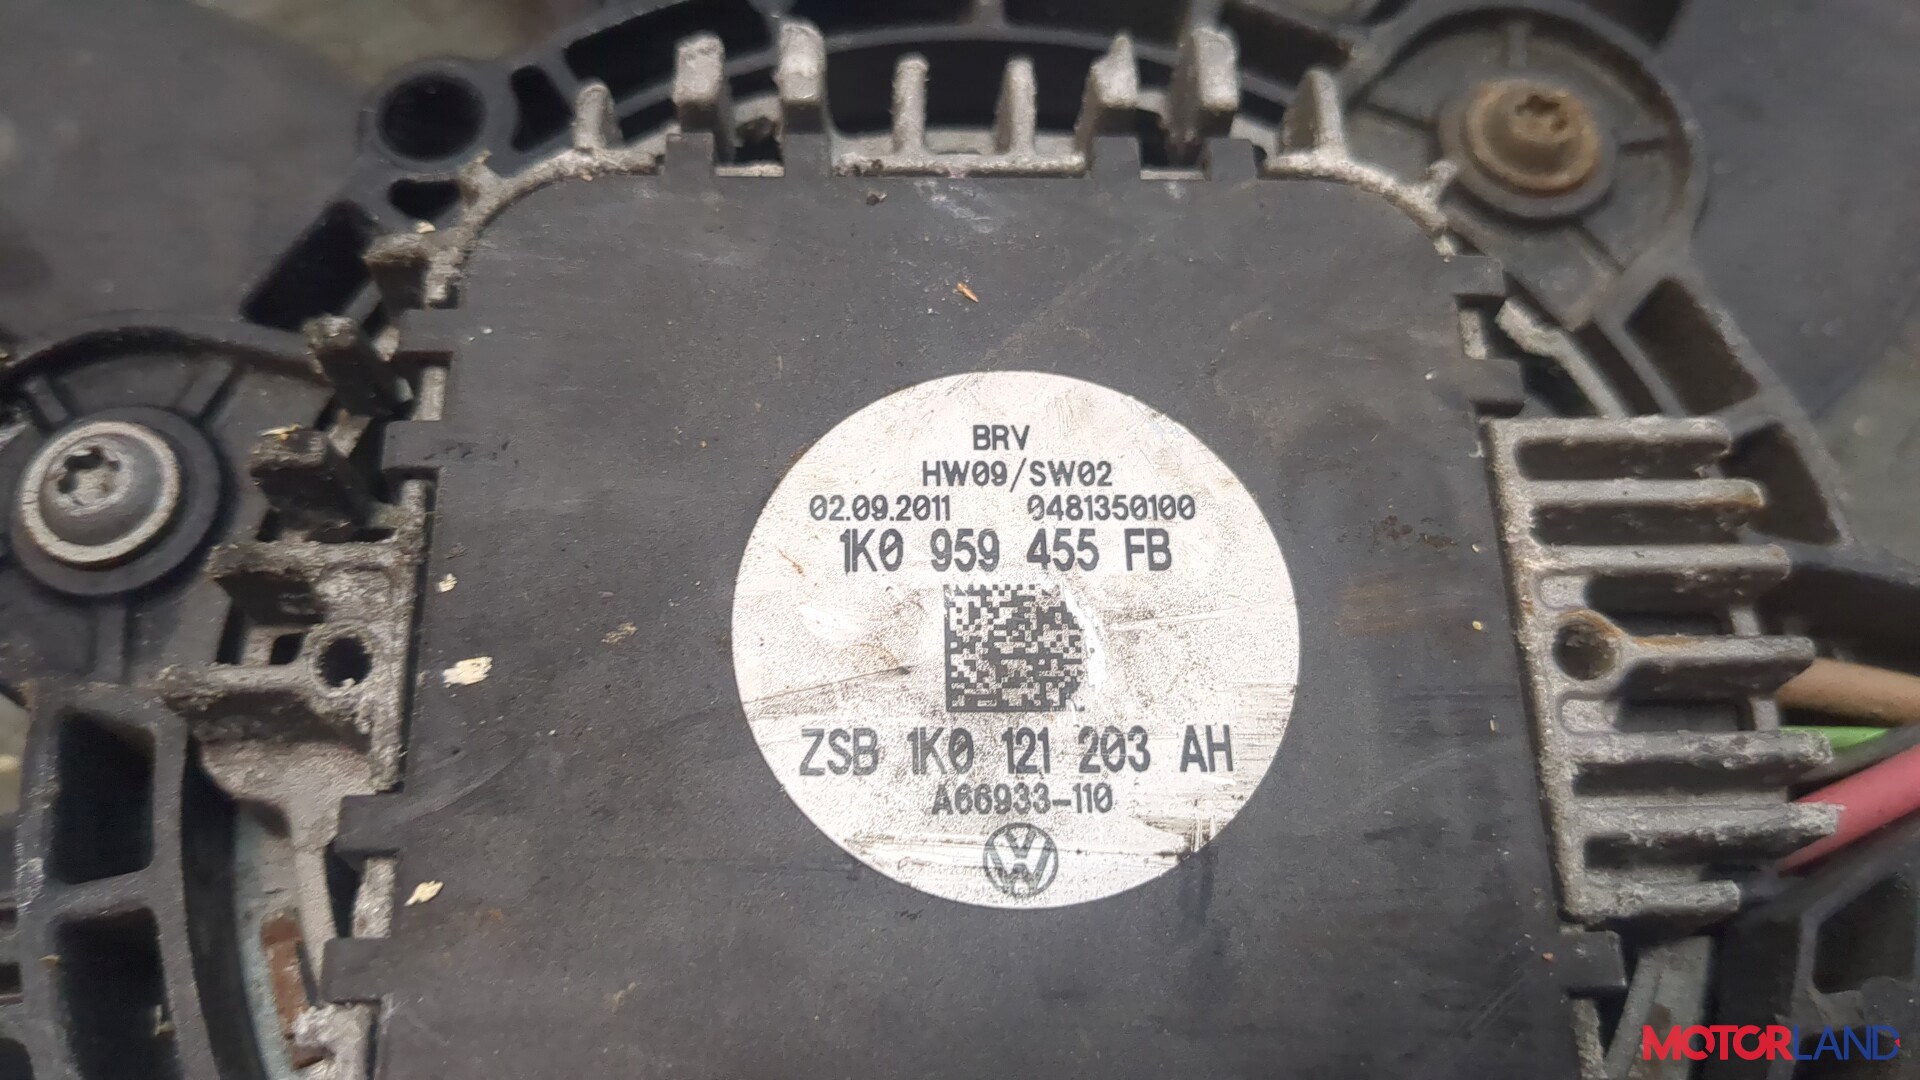 BRV
HW09/SW02
02.09.2011 0481350100
1K0 959 455 FB
ZSB 1K0 121 203 AH
A66933-110
MOTORLAND